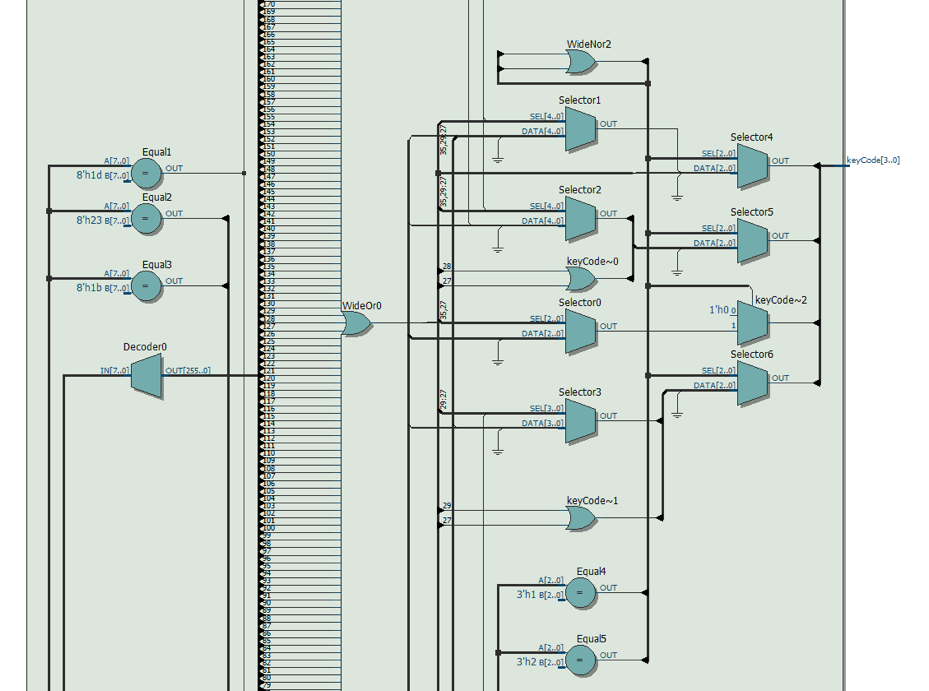 170
169
168
167
166
165
164
163
162
161
160
159
158
157
156
155
154
153
152
151
150
149
148
147
146
145
144
143
142
141
140
139
138
137
136
135
134
133
132
131
130
129
128
127
126
125
124
123
122
121
120
119
118
117
116
115
114
113
112
111
110
109
108
107
106
105
104
103
102
101
100
99
98
97
96
95
94
93
92
91
90
89
88
87
86
85
84
83
82
81
80
79
Equal1
A[7..0]
OUT
8'h1d B[7..0]
Equal2
A[7..0]
OUT
8'h23 B[7..0]
Equal3
A[7..0]
OUT
8'h1b B[7..0]
Decoder0
IN[7..0]
OUT[255..0]
WideOr0
WideNor2
Selector1
SEL[4..0]
OUT
DATA[4..0]
35,29:27
Selector2
SEL[4..0]
OUT
DATA[4..0]
35,29:27
keyCode~0
28
27
Selector0
SEL[2..0]
OUT
DATA[2..0]
35,27
Selector3
SEL[3..0]
OUT
DATA[3..0]
29:27
keyCode~1
29
27
Equal4
A[2..0]
OUT
3'h1 B[2..0]
Equal5
A[2..0]
OUT
3'h2 B[2..0]
Selector4
SEL[2..0]
OUT
DATA[2..0]
keyCode[3..0]
Selector5
SEL[2..0]
OUT
DATA[2..0]
keyCode~2
1'h0 0
1
Selector6
SEL[2..0]
OUT
DATA[2..0]